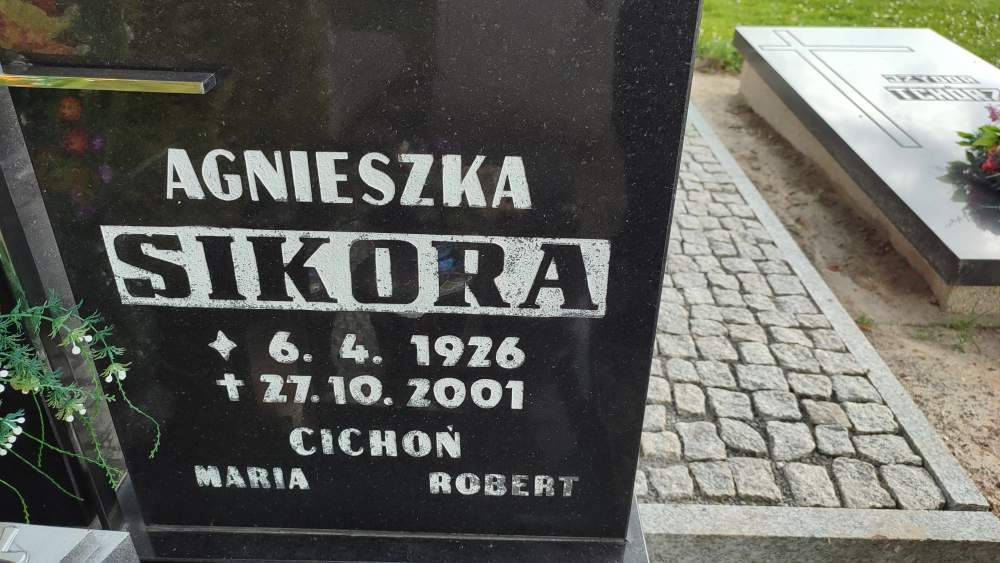 AGNIESZKA
SIKORA
6. 4. 1926
27. 10. 2001
CICHOŃ
MARIA ROBERT